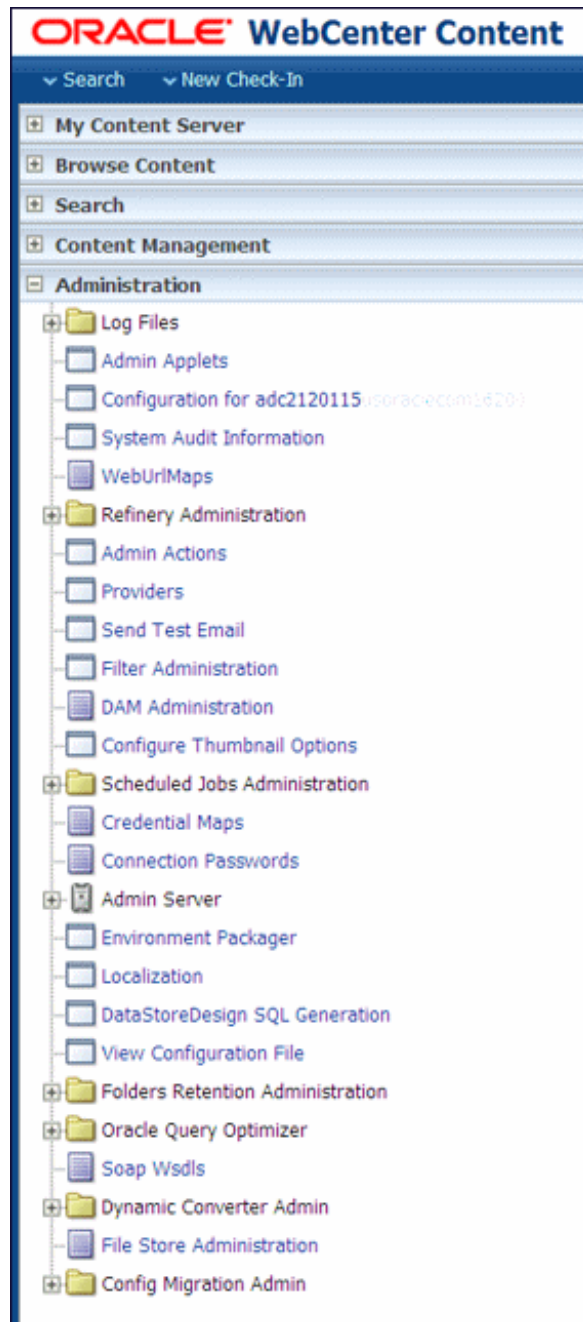 ORACLE WebCenter Content
Search New Check-In
My Content Server
Browse Content
Search
Content Management
Administration
Log Files
Admin Applets
Configuration for adc2120115
System Audit Information
WebUrlMaps
Refinery Administration
Admin Actions
Providers
Send Test Email
Filter Administration
DAM Administration
Configure Thumbnail Options
Scheduled Jobs Administration
Credential Maps
Connection Passwords
Admin Server
Environment Packager
Localization
DataStoreDesign SQL Generation
View Configuration File
Folders Retention Administration
Oracle Query Optimizer
Soap Wsdls
Dynamic Converter Admin
File Store Administration
Config Migration Admin